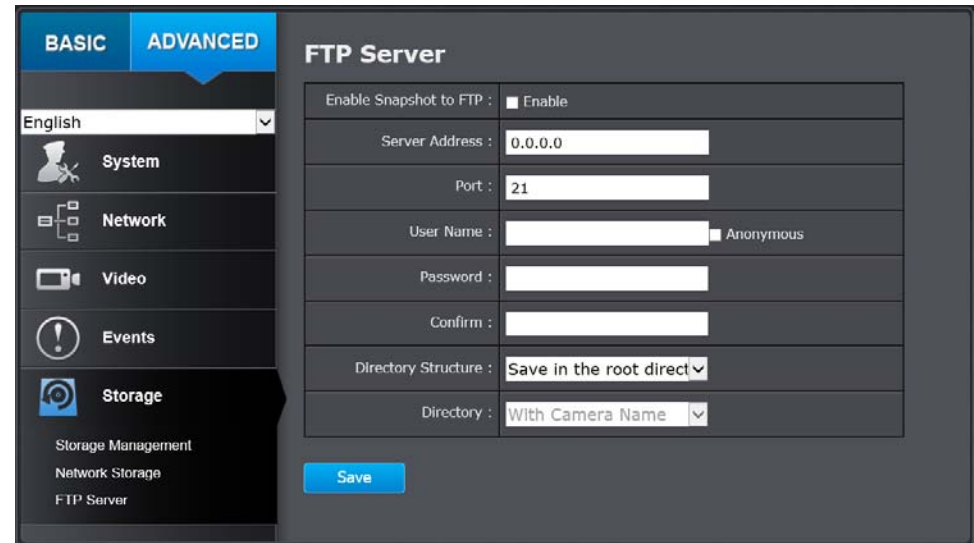 BASIC ADVANCED
English
System
Network
Video
Events
Storage
Storage Management
Network Storage
FTP Server
FTP Server
Enable Snapshot to FTP : Enable
Server Address : 0.0.0.0
Port : 21
User Name : Anonymous
Password :
Confirm :
Directory Structure : Save in the root direct
Directory : With Camera Name
Save